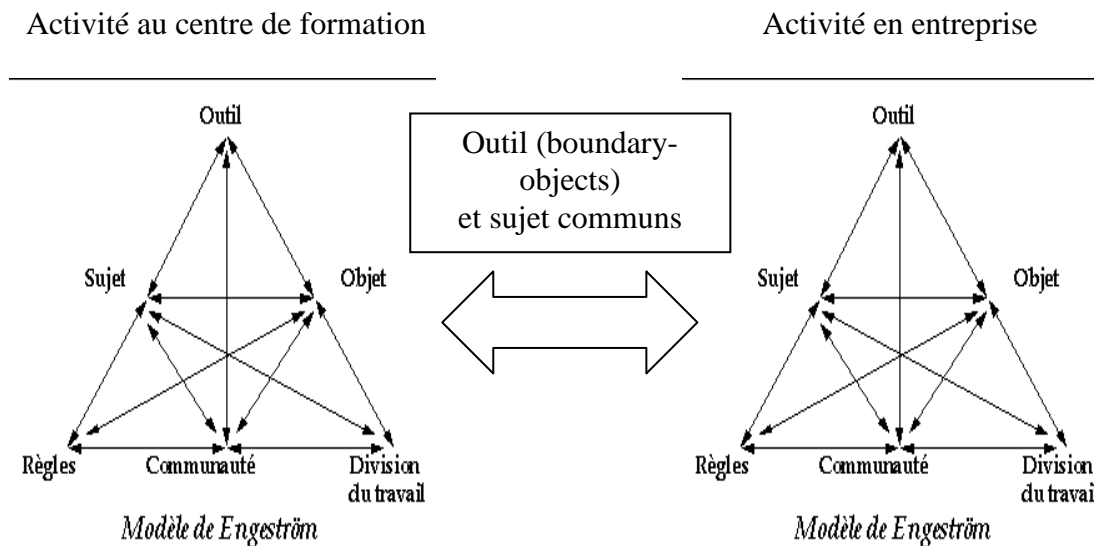 Activité au centre de formation
Activité en entreprise
Outil
Sujet
Objet
Règles
Communauté
Division
du travail
Modèle de Engeström
Outil (boundary-
objects)
et sujet communs
Outil
Sujet
Objet
Règles
Communauté
Division
du travai
Modèle de Engeström